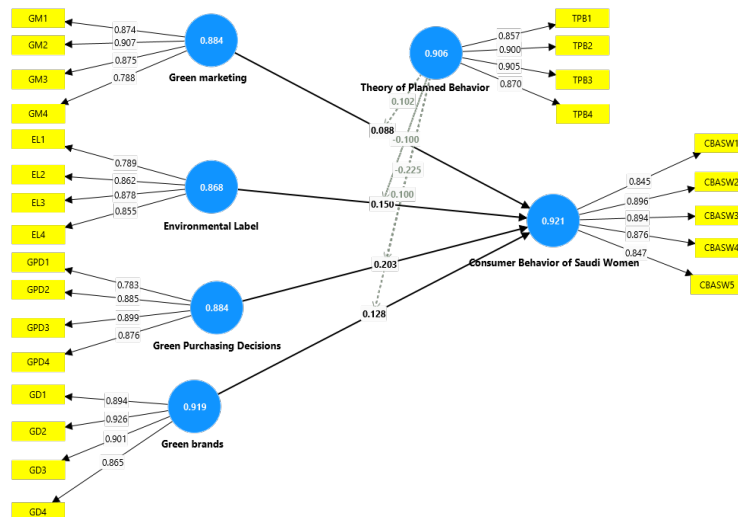 GM1
0.874
GM2
0.907
GM3
0.875
GM4
0.788
0.884
Green marketing
EL1
0.789
EL2
0.862
EL3
0.878
EL4
0.855
0.868
Environmental Label
GPD1
0.783
GPD2
0.885
GPD3
0.899
GPD4
0.876
0.884
Green Purchasing Decisions
GD1
0.894
GD2
0.926
GD3
0.901
GD4
0.865
0.919
Green brands
0.906
Theory of Planned Behavior
TPB1
0.857
TPB2
0.900
TPB3
0.905
TPB4
0.870
0.102
0.088
-0.100
-0.225
-0.100
0.150
0.203
0.128
0.921
Consumer Behavior of Saudi Women
CBASW1
0.845
CBASW2
0.896
CBASW3
0.894
CBASW4
0.876
CBASW5
0.847